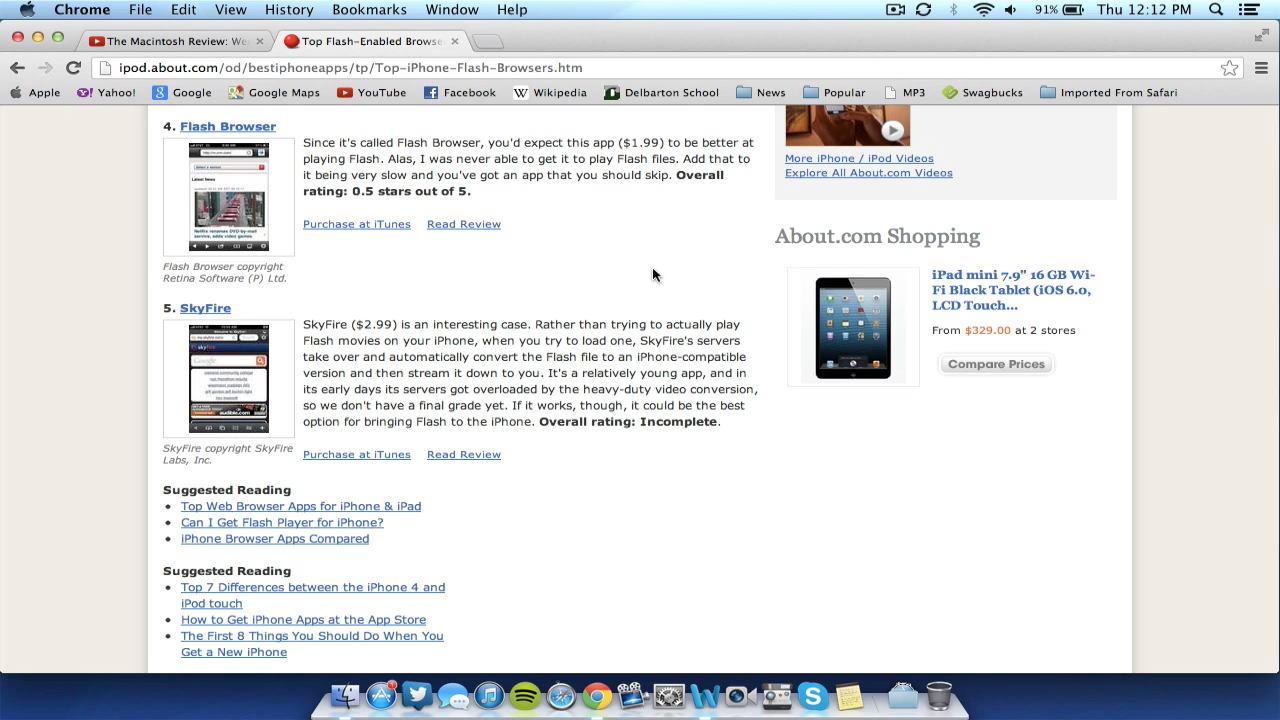 Chrome File Edit View History Bookmarks Window Help 91% Thu 12:12 PM
The Macintosh Review: We
Top Flash-Enabled Browse
ipod.about.com/od/bestiphoneapps/tp/Top-iPhone-Flash-Browsers.htm
Apple Yahoo! Google Google Maps YouTube Facebook Wikipedia Delbarton School News Popular MP3 Swagbucks Imported From Safari
4. Flash Browser
Since it's called Flash Browser, you'd expect this app ($1.99) to be better at
playing Flash. Aas, I was never able to get it to play Flash files. Add that to
it being very slow and you've got an app that you should skip. Overall
rating: 0.5 stars out of 5.
Purchase at iTunes Read Review
Flash Browser copyright
Retina Software (P) Ltd.
5. SkyFire
SkyFire ($2.99) is an interesting case. Rather than trying to actually play
Flash movies on your iPhone, when you try to load one, SkyFire's servers
take over and automatically convert the Flash file to an iPhone-compatible
version and then stream it down to you. It's a relatively young app, and in
its early days servers got overloaded by the heavy-duty video conversion,
so we don't have a final grade yet. If it works, though, it could be the best
option for bringing Flash to the iPhone. Overall rating: Incomplete.
Purchase at iTunes Read Review
SkyFire copyright SkyFire
Labs, Inc.
Suggested Reading
Top Web Browser Apps for iPhone & iPad
Can I Get Flash Player for iPhone?
iPhone Browser Apps Compared
Suggested Reading
Top 7 Differences between the iPhone 4 and
iPod touch
How to Get iPhone Apps at the App Store
The First 8 Things You Should Do When You
Get a New iPhone
More iPhone / iPod Videos
Explore All About.com Videos
About.com Shopping
iPad mini 7.9" 16 GB Wi-
Fi Black Tablet (iOS 6.0,
LCD Touch...
From $329.00 at 2 stores
Compare Prices